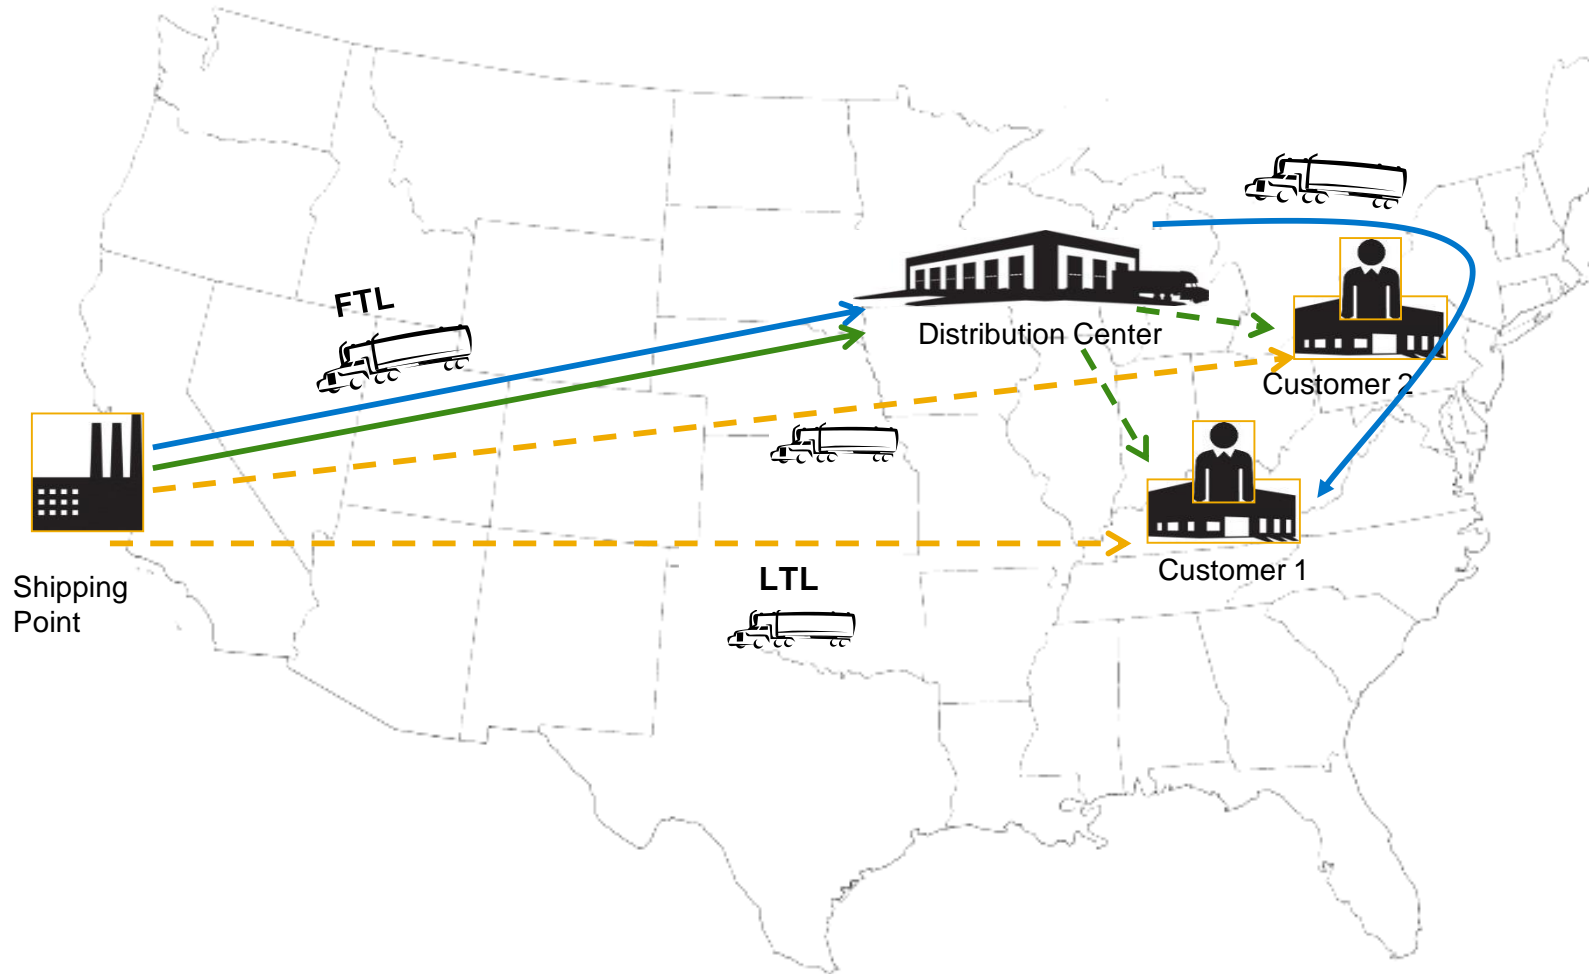 FTL
Distribution Center
Customer 2
Customer 1
LTL
Shipping
Point